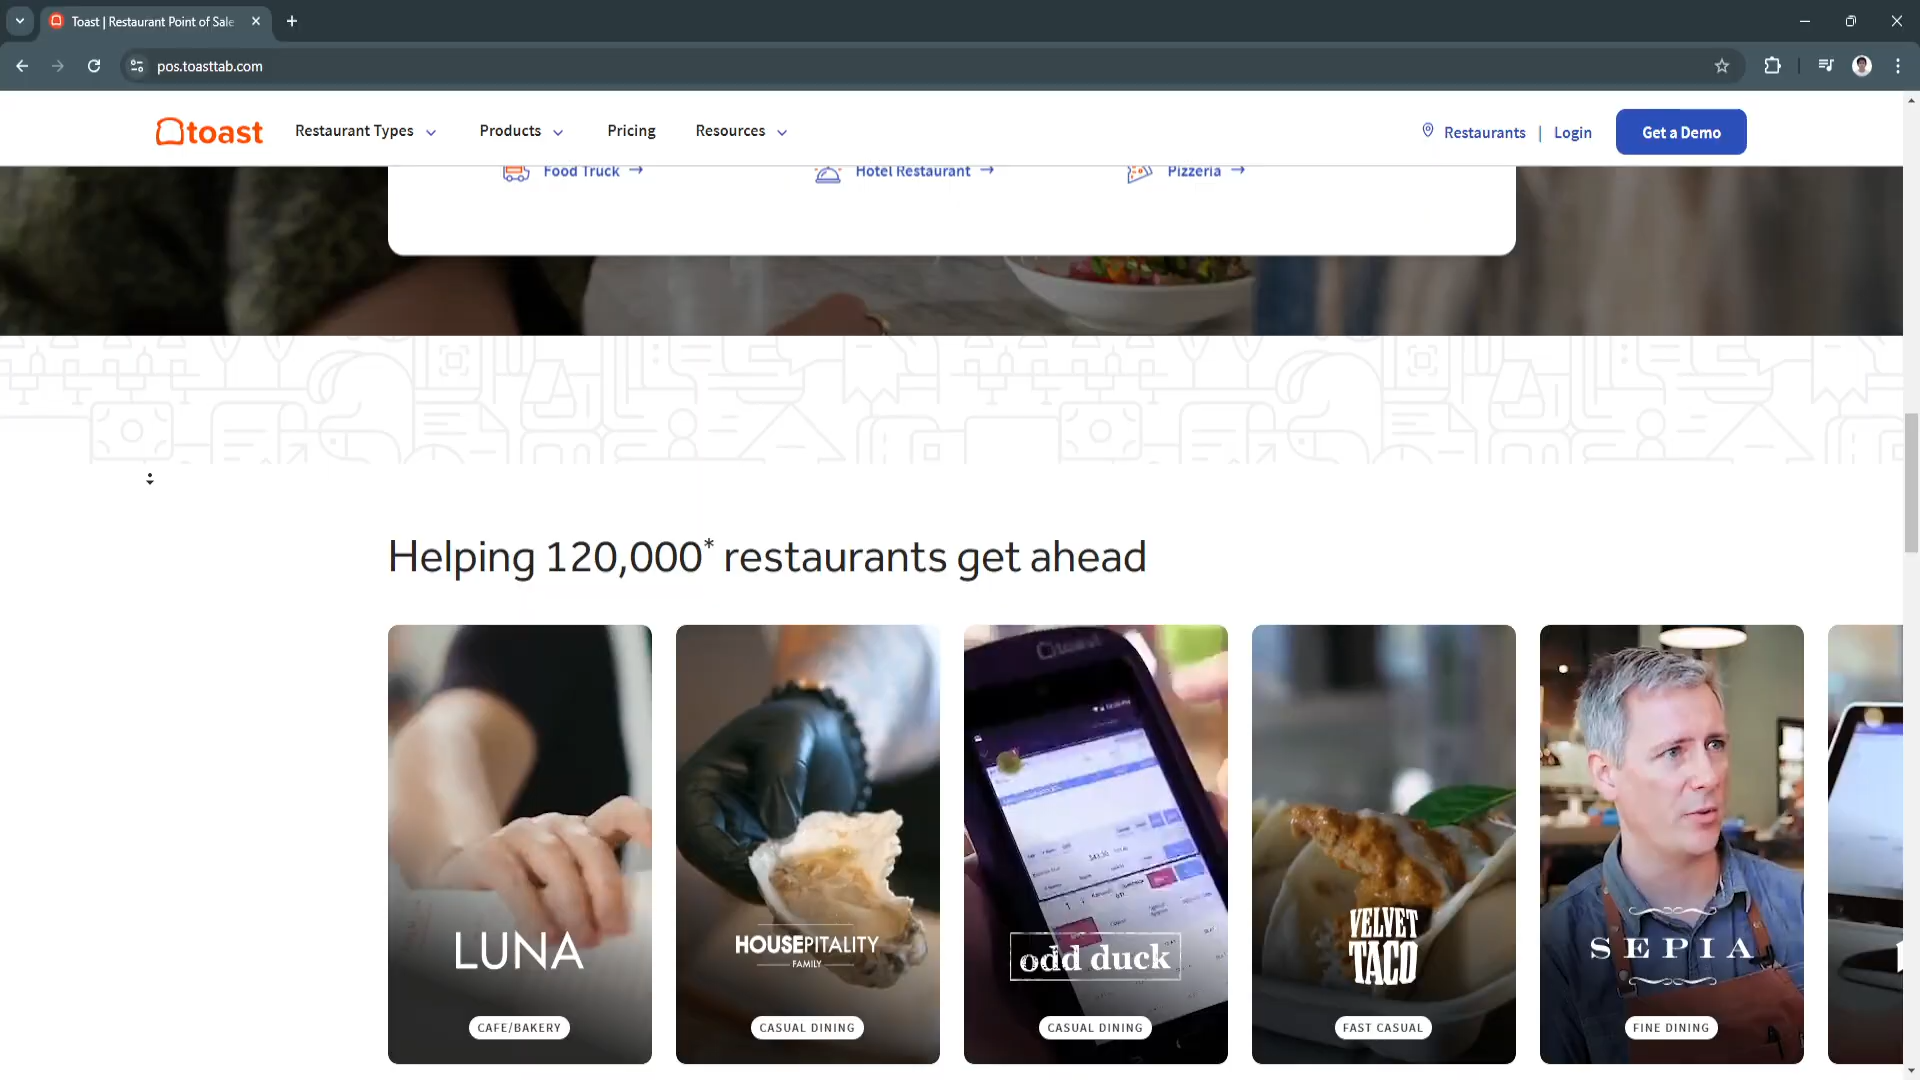 Toast | Restaurant Point of Sale
pos.toasttab.com
toast
Restaurant Types
Products
Pricing
Resources
Restaurants | Login
Get a Demo
Food Truck →
Hotel Restaurant →
Pizzeria →
Helping 120,000* restaurants get ahead
LUNA
CAFE/BAKERY
HOUSEPITALITY
FAMILY
CASUAL DINING
toast
odd duck
CASUAL DINING
VELVET
TACO
FAST CASUAL
SEPIA
FINE DINING